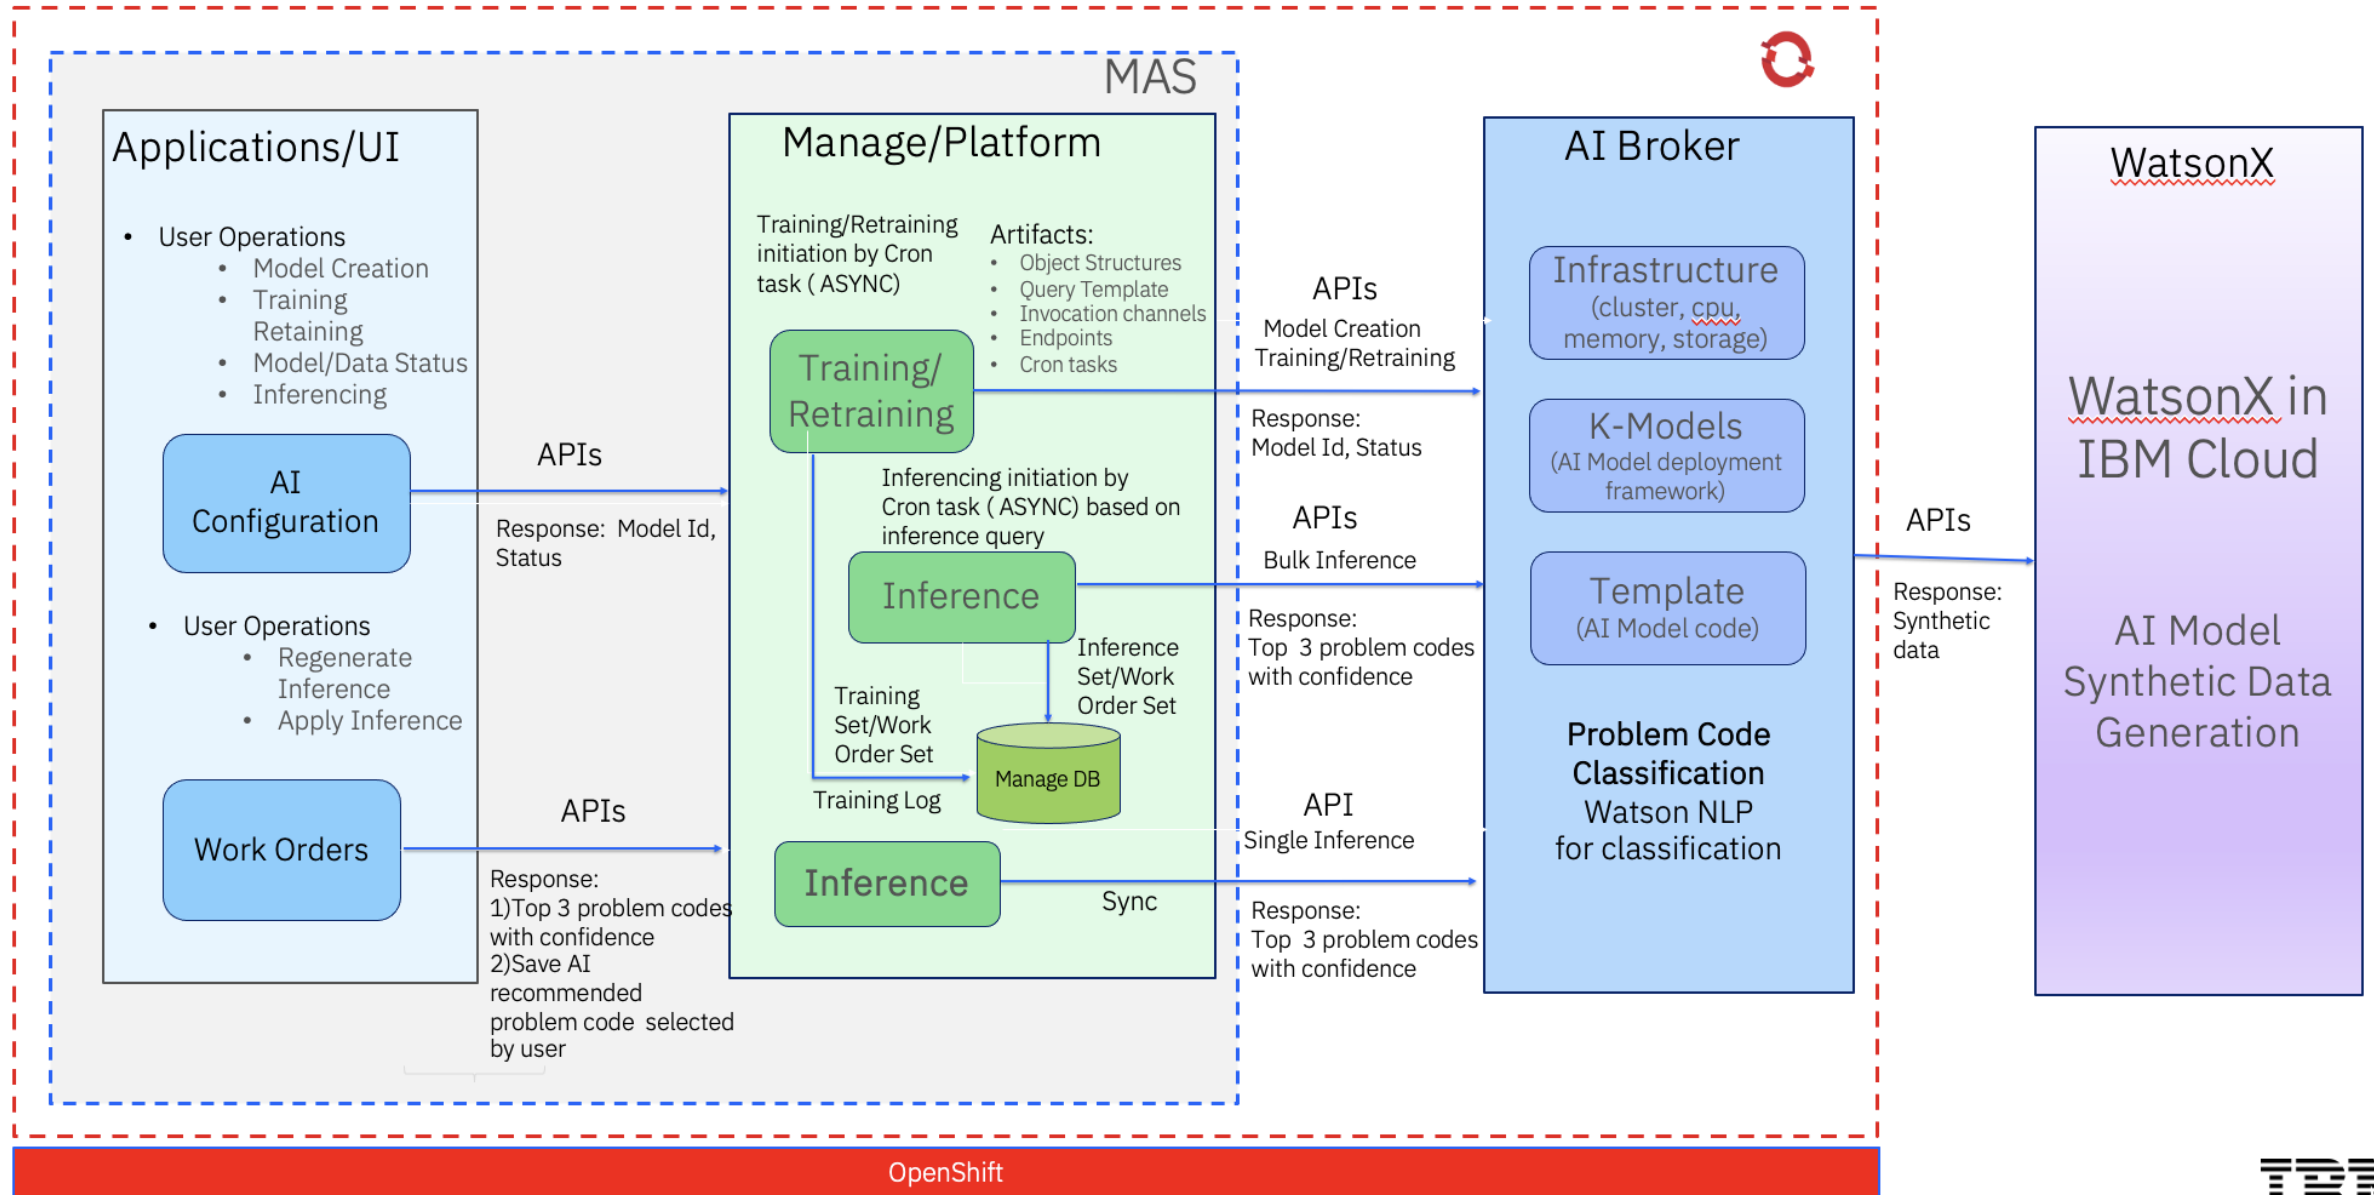 MAS
Applications/UI
• User Operations
• Model Creation
• Training
Retaining
• Model/Data Status
• Inferencing
AI
Configuration
• User Operations
• Regenerate
Inference
• Apply Inference
Work Orders
APIs
Response:  Model Id,
Status
APIs
Response:
1)Top 3 problem codes
with confidence
2)Save AI
recommended
problem code  selected
by user
Manage/Platform
Training/Retraining
initiation by Cron
task ( ASYNC)
Artifacts:
• Object Structures
• Query Template
• Invocation channels
• Endpoints
• Cron tasks
Training/
Retraining
Inferencing initiation by
Cron task ( ASYNC) based on
inference query
Inference
Inference
Set/Work
Order Set
Training
Set/Work
Order Set
Manage DB
Training Log
Inference
Sync
APIs
Model Creation
Training/Retraining
Response:
Model Id, Status
APIs
Bulk Inference
Response:
Top  3 problem codes
with confidence
API
Single Inference
Response:
Top  3 problem codes
with confidence
AI Broker
Infrastructure
(cluster, cpu,
memory, storage)
K-Models
(AI Model deployment
framework)
Template
(AI Model code)
Problem Code
Classification
Watson NLP
for classification
APIs
Response:
Synthetic
data
WatsonX
WatsonX in
IBM Cloud
AI Model
Synthetic Data
Generation
OpenShift